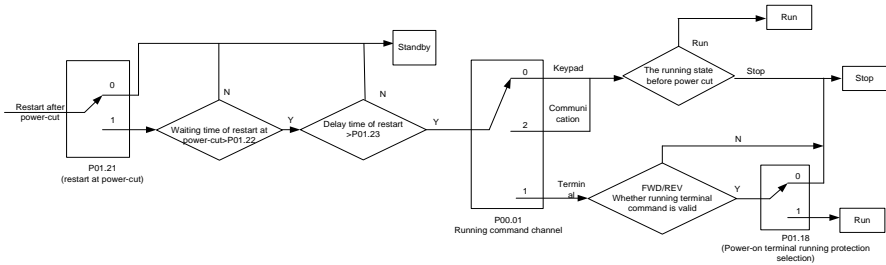 Run
Run
Standby
Keypad
The running state
before power cut
Stop
Stop
0
0
Restart after
power-cut
N
N
1
Waiting time of restart at
power-cut>P01.22
Y
Delay time of restart
>P01.23
Y
Communi
cation
2
N
P01.21
(restart at power-cut)
1
Termin
al
FWD/REV
Whether running terminal
command is valid
Y
0
1
Run
P00.01
Running command channel
P01.18
(Power-on terminal running protection
selection)